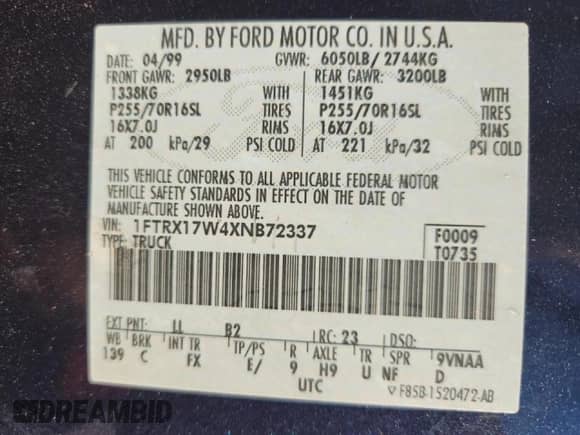 MFD. BY FORD MOTOR CO. IN U.S.A.
DATE: 04/99 GVWR: 6050LB/ 2744KG
FRONT GAWR: 2950LB REAR GAWR: 3200LB
1338KG WITH 1451KG WITH
P255/70R16SL TIRES P255/70R16SL TIRES
16X7.0J RIMS 16X7.0J RIMS
AT 200 kPa/29 PSI COLD AT 221 kPa/32 PSI COLD
THIS VEHICLE CONFORMS TO ALL APPLICABLE FEDERAL MOTOR
VEHICLE SAFETY STANDARDS IN EFFECT ON THE DATE OF
MANUFACTURE SHOWN ABOVE.
VIN: 1FTRX17W4XNB72337 F0009
TYPE: TRUCK T0735
EXT PNT: LL B2 RC: 23 DSO:
WB BRK INT TR TP/PS R AXLE TR SPR 9VNAA
139 C FX E/ 9 H9 U NF D
UTC F85B-1520472-AB
DREAMBID